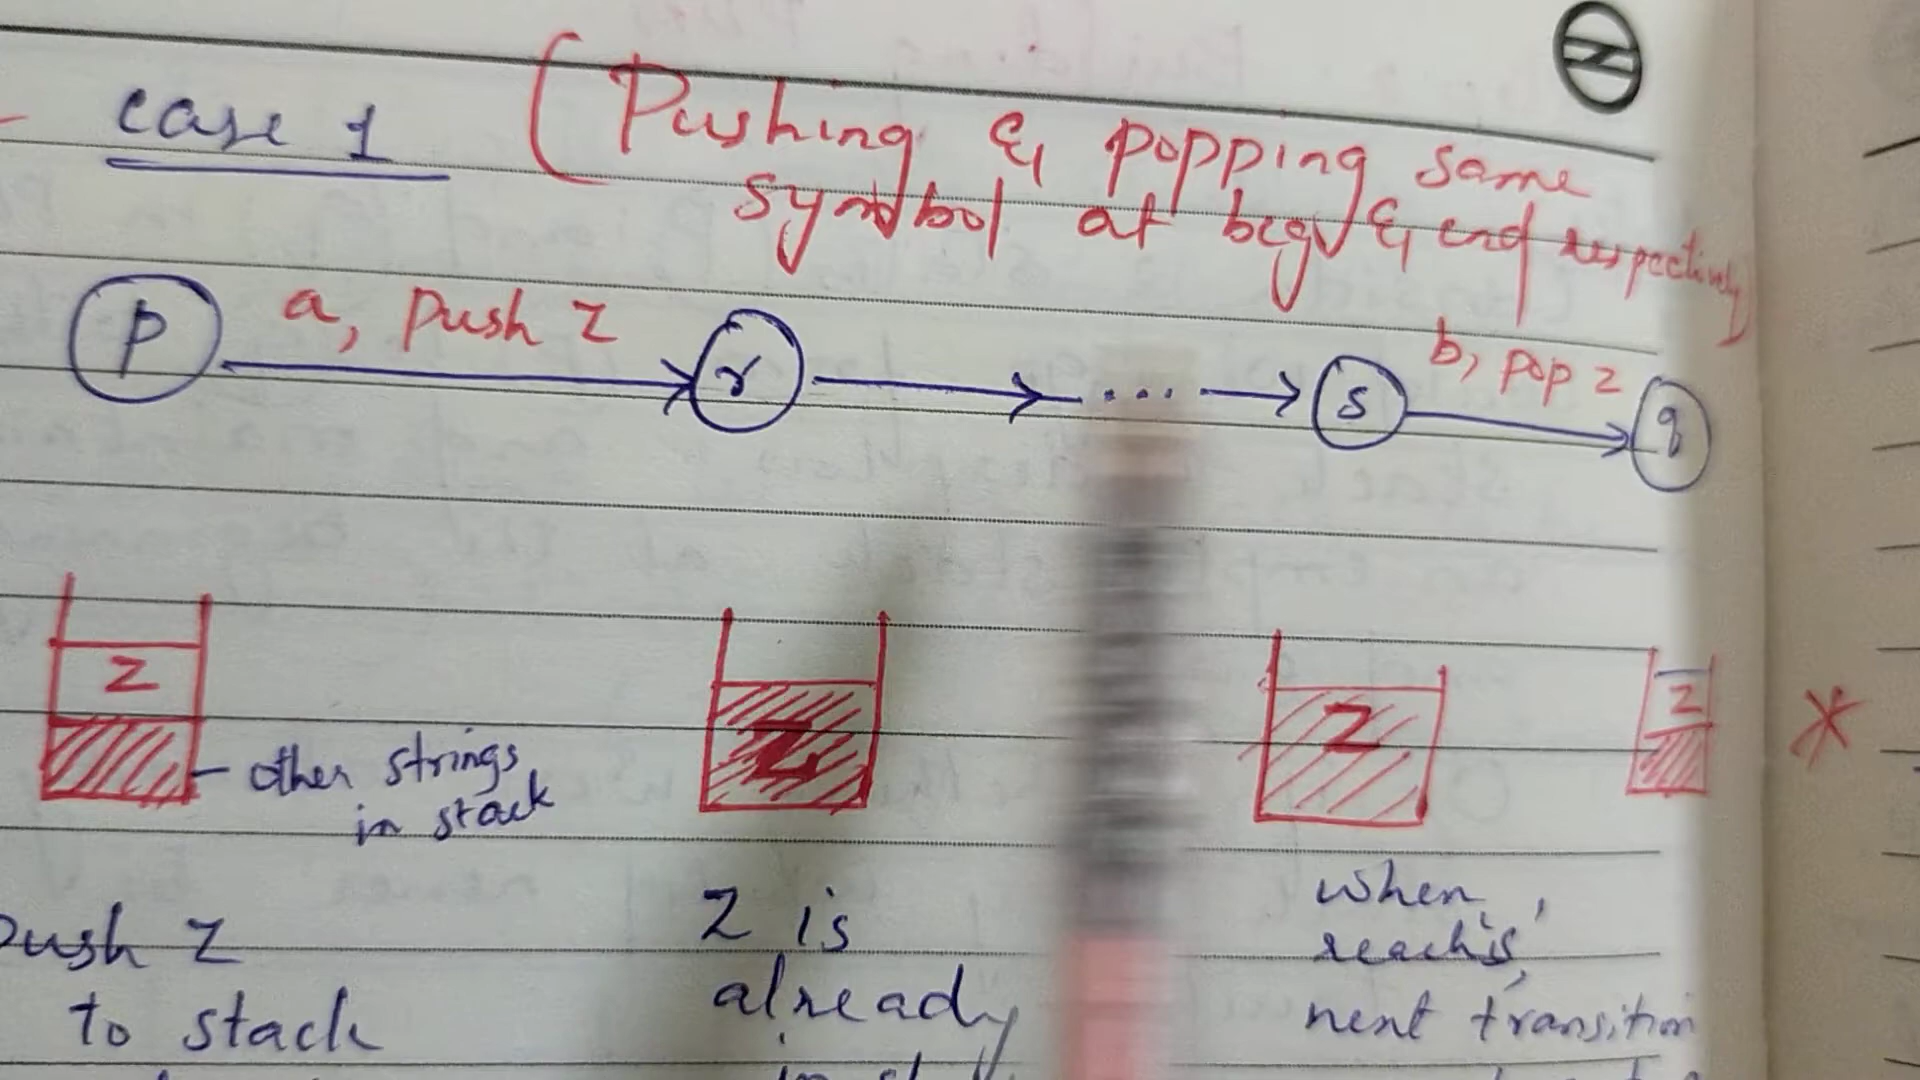 case 1 (Pushing & popping same
symbol at beg & end respectively
p a, Push Z r ... s b, pop z q
Z Z Z Z
other strings
in stack
Push Z
to stack
Z is
already
when
reach 's',
next transition